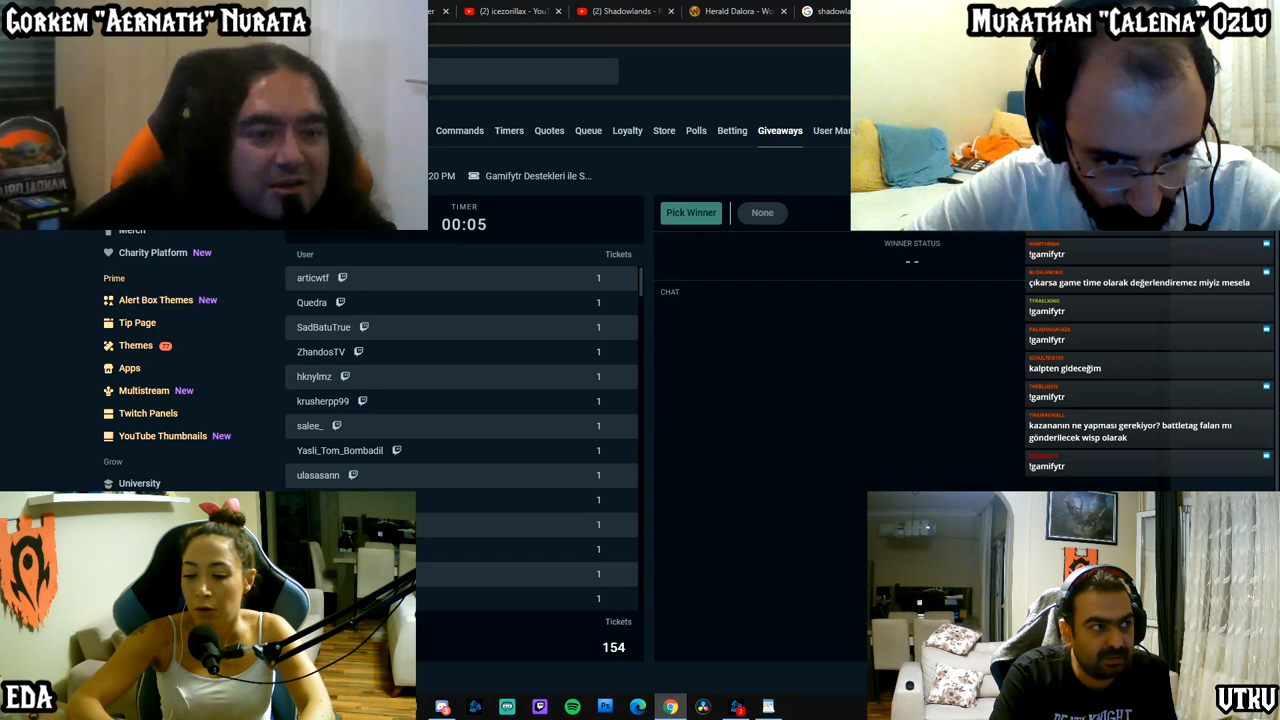 GORKEM "AERNATH" NURATA
MURATHAN "CALEINA" OZLU
(2) icezorillax - YouT
(2) Shadowlands - 
Herald Dalora - Wo
shadowla
Commands Timers Quotes Queue Loyalty Store Polls Betting Giveaways User Man
20 PM Gamifytr Destekleri ile S...
TIMER
00:05
Pick Winner None
WINNER STATUS
--
CHAT
Merch
Charity Platform New
Prime
Alert Box Themes New
Tip Page
Themes 77
Apps
Multistream New
Twitch Panels
YouTube Thumbnails New
Grow
University
User Tickets
articwtf 1
Quedra 1
SadBatuTrue 1
ZhandosTV 1
hknylmz 1
krusherpp99 1
salee_ 1
Yasli_Tom_Bombadil 1
ulasasann 1
1
1
1
1
1
Tickets
154
!gamifytr
çıkarsa game time olarak değerlendiremez miyiz mesela
TYRAELKING
!gamifytr
!gamifytr
kalpten gideceğim
!gamifytr
kazananın ne yapması gerekiyor? battletag falan mı
gönderilecek wisp olarak
!gamifytr
MANDALORIAN
EDA
UTKU
DEATH KNIGHT